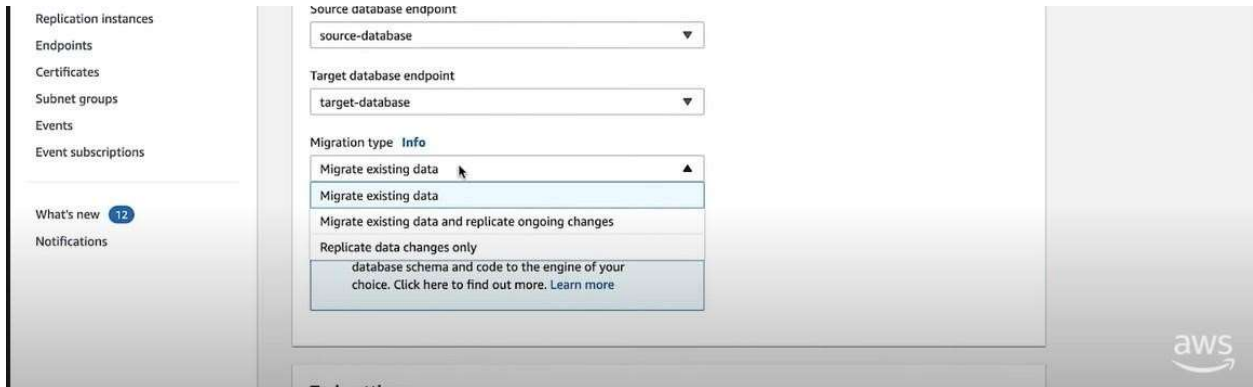 Replication instances
Endpoints
Certificates
Subnet groups
Events
Event subscriptions
What's new 12
Notifications
Source database endpoint
source-database
Target database endpoint
target-database
Migration type Info
Migrate existing data
Migrate existing data
Migrate existing data and replicate ongoing changes
Replicate data changes only
database schema and code to the engine of your
choice. Click here to find out more. Learn more
aws